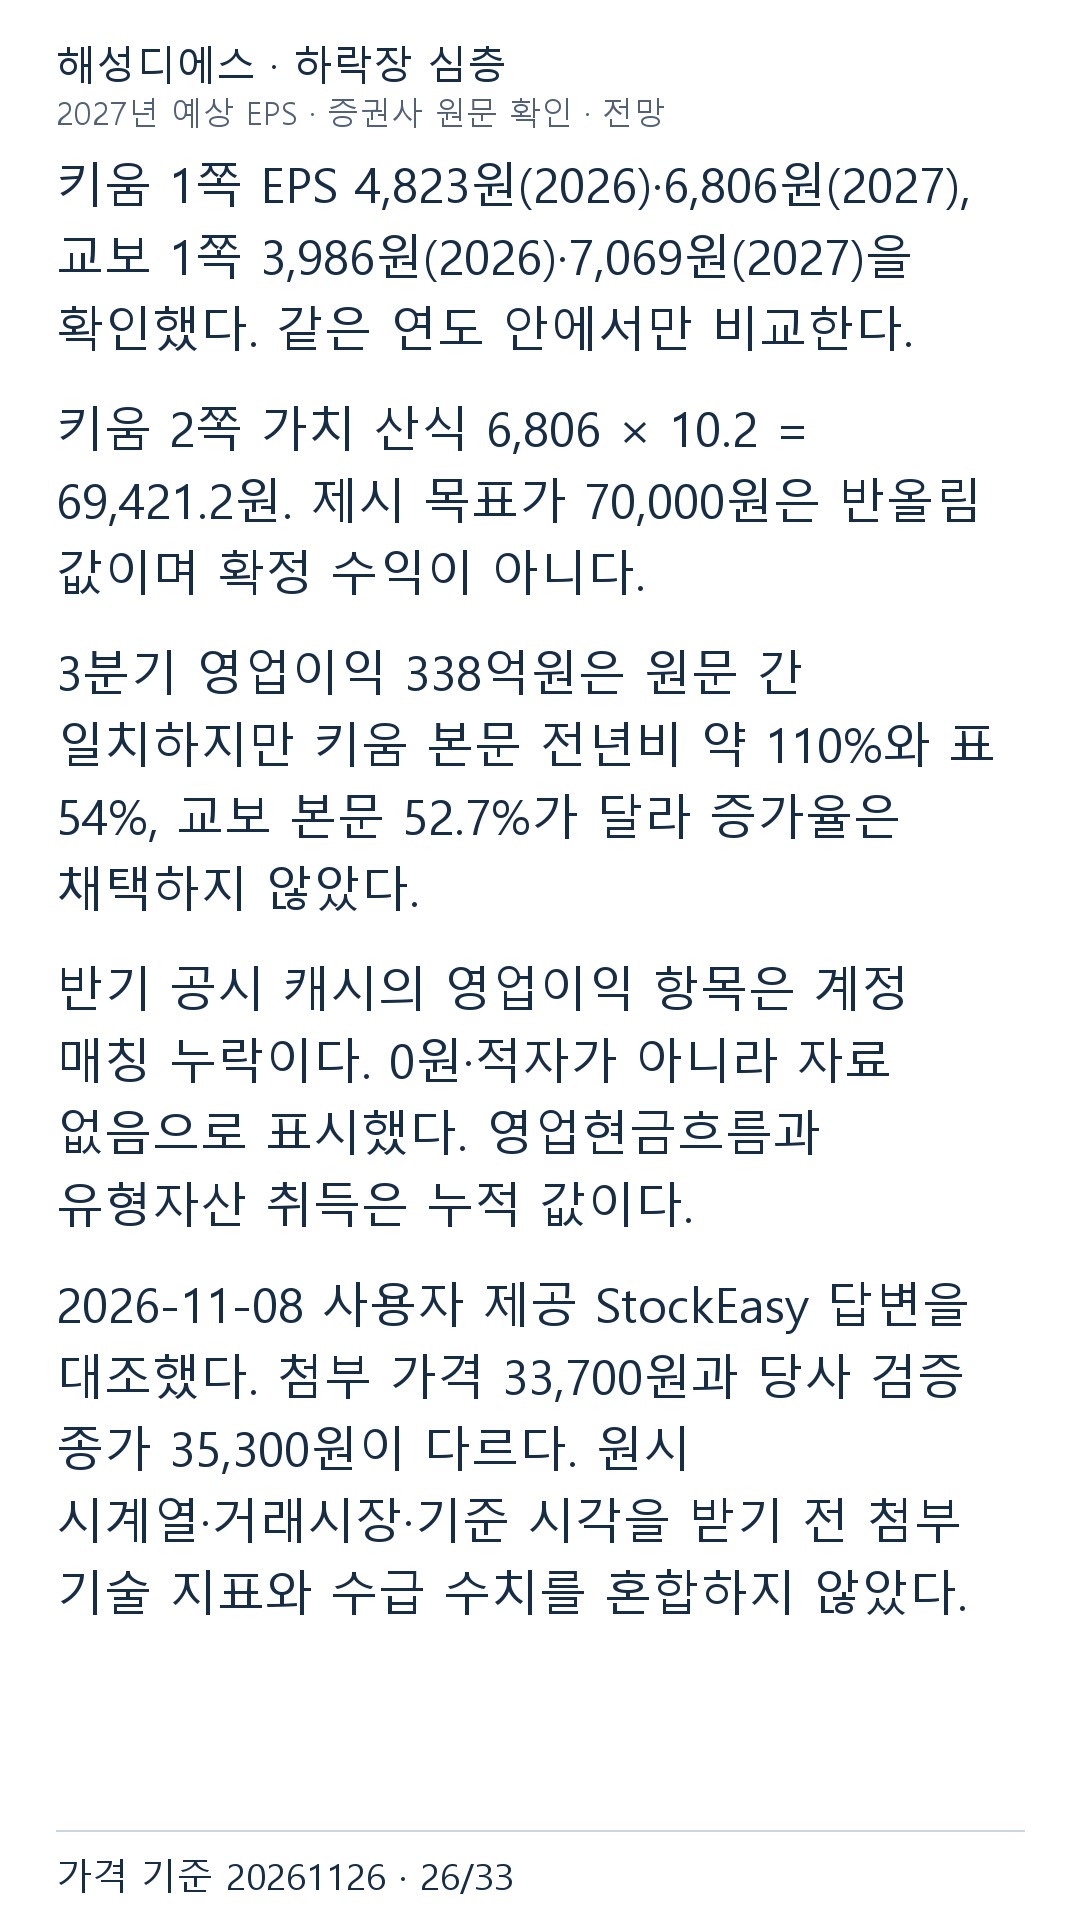 해성디에스 · 하락장 심층
2027년 예상 EPS · 증권사 원문 확인 · 전망
키움 1쪽 EPS 4,823원(2026)·6,806원(2027),
교보 1쪽 3,986원(2026)·7,069원(2027)을
확인했다. 같은 연도 안에서만 비교한다.
키움 2쪽 가치 산식 6,806 × 10.2 =
69,421.2원. 제시 목표가 70,000원은 반올림
값이며 확정 수익이 아니다.
3분기 영업이익 338억원은 원문 간
일치하지만 키움 본문 전년비 약 110%와 표
54%, 교보 본문 52.7%가 달라 증가율은
채택하지 않았다.
반기 공시 캐시의 영업이익 항목은 계정
매칭 누락이다. 0원·적자가 아니라 자료
없음으로 표시했다. 영업현금흐름과
유형자산 취득은 누적 값이다.
2026-11-08 사용자 제공 StockEasy 답변을
대조했다. 첨부 가격 33,700원과 당사 검증
종가 35,300원이 다르다. 원시
시계열·거래시장·기준 시각을 받기 전 첨부
기술 지표와 수급 수치를 혼합하지 않았다.
가격 기준 20261126 · 26/33